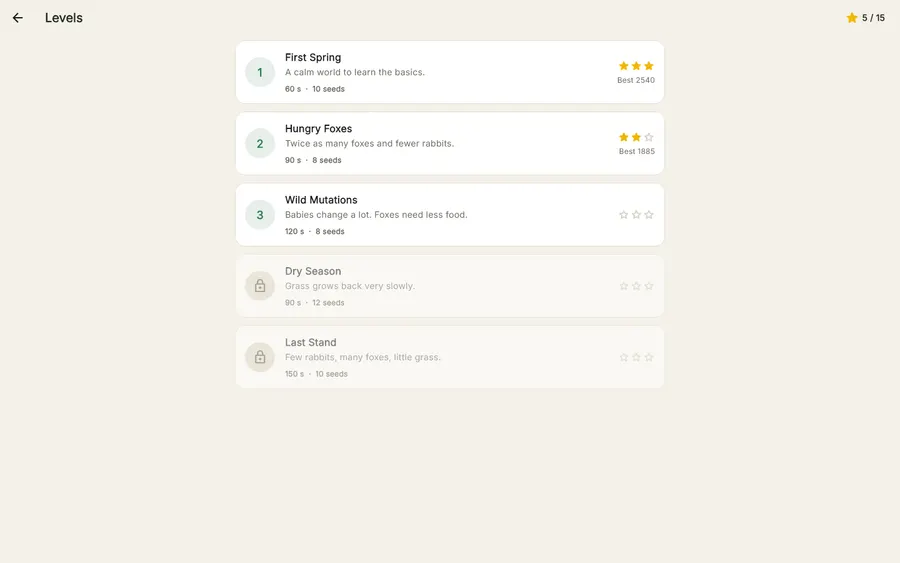 Levels
5 / 15
1
First Spring
A calm world to learn the basics.
60 s · 10 seeds
Best 2540
2
Hungry Foxes
Twice as many foxes and fewer rabbits.
90 s · 8 seeds
Best 1885
3
Wild Mutations
Babies change a lot. Foxes need less food.
120 s · 8 seeds
Dry Season
Grass grows back very slowly.
90 s · 12 seeds
Last Stand
Few rabbits, many foxes, little grass.
150 s · 10 seeds